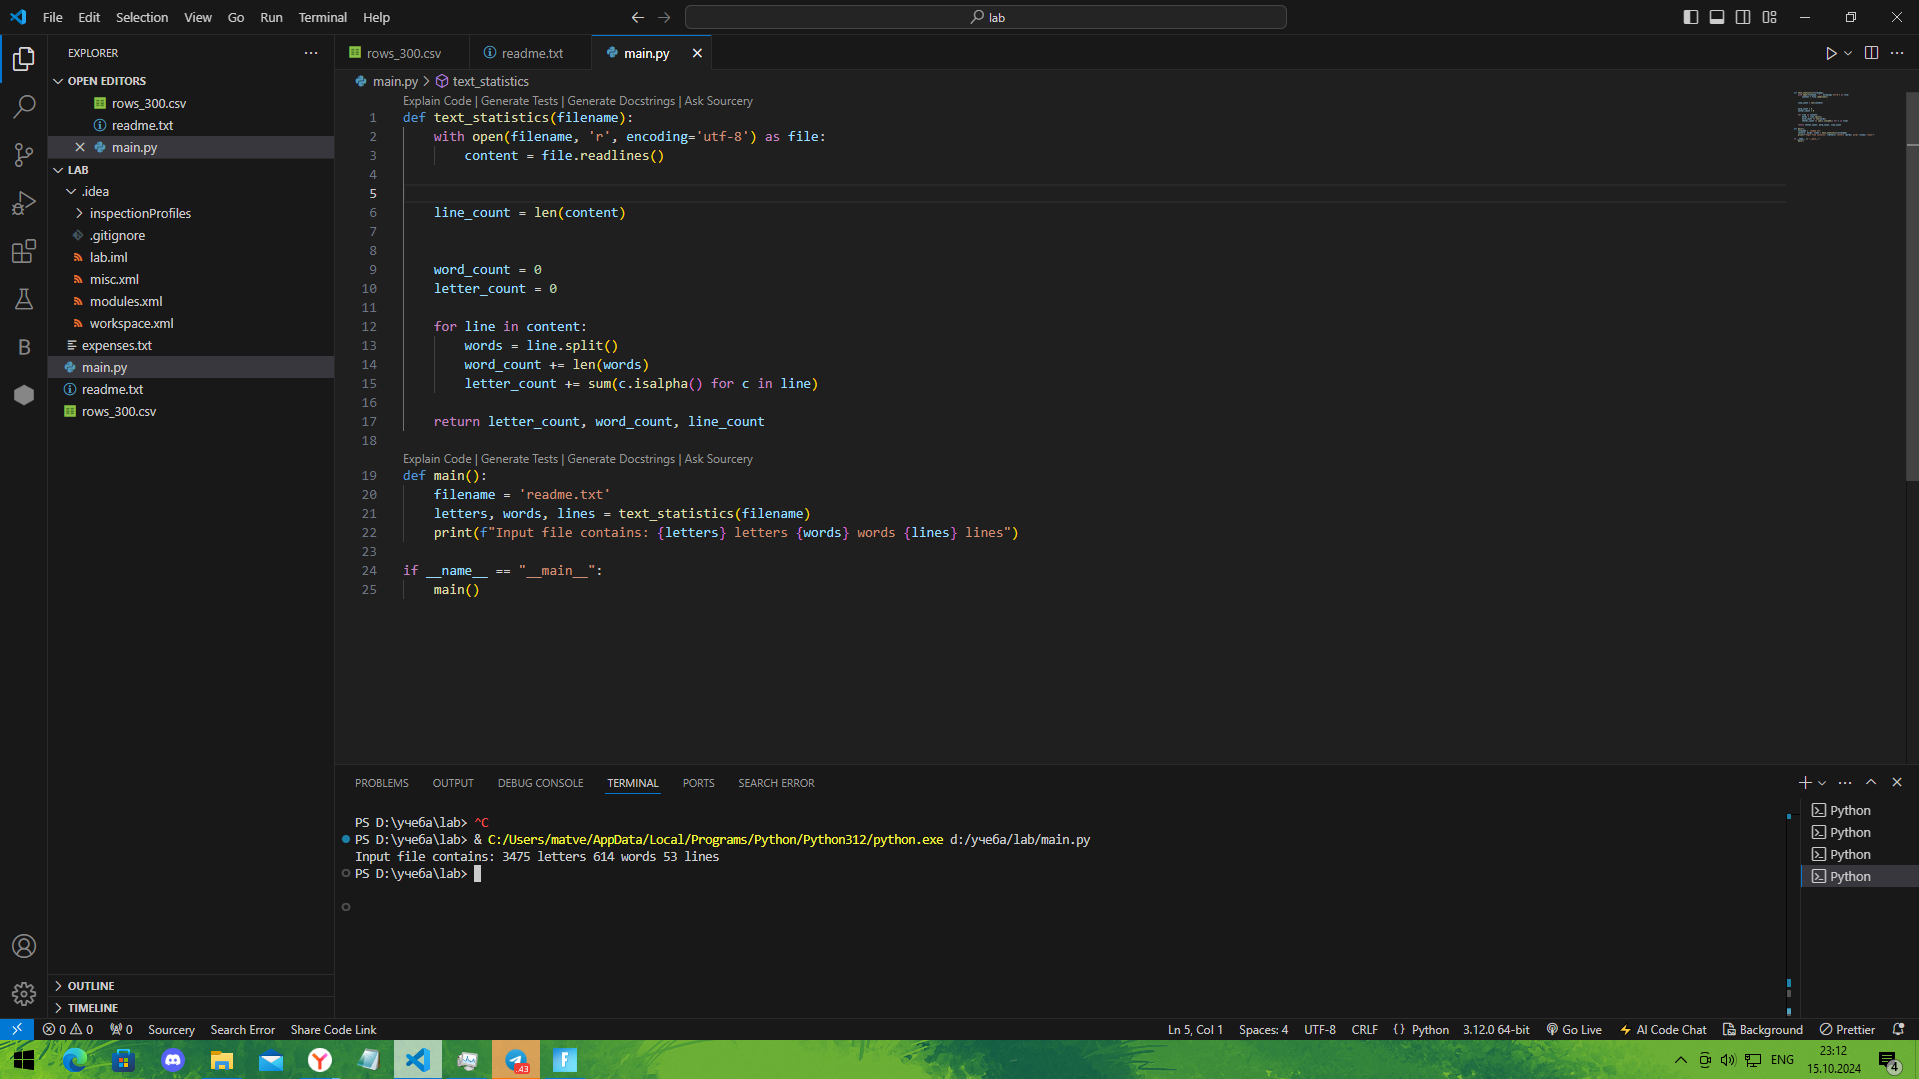 File Edit Selection View Go Run Terminal Help
lab
EXPLORER
OPEN EDITORS
rows_300.csv
readme.txt
main.py
LAB
.idea
inspectionProfiles
.gitignore
lab.iml
misc.xml
modules.xml
workspace.xml
expenses.txt
main.py
readme.txt
rows_300.csv
OUTLINE
TIMELINE
rows_300.csv readme.txt main.py
main.py > text_statistics
Explain Code | Generate Tests | Generate Docstrings | Ask Sourcery
1 def text_statistics(filename):
2     with open(filename, 'r', encoding='utf-8') as file:
3         content = file.readlines()
4
5
6     line_count = len(content)
7
8
9     word_count = 0
10     letter_count = 0
11
12     for line in content:
13         words = line.split()
14         word_count += len(words)
15         letter_count += sum(c.isalpha() for c in line)
16
17     return letter_count, word_count, line_count
18
Explain Code | Generate Tests | Generate Docstrings | Ask Sourcery
19 def main():
20     filename = 'readme.txt'
21     letters, words, lines = text_statistics(filename)
22     print(f"Input file contains: {letters} letters {words} words {lines} lines")
23
24 if __name__ == "__main__":
25     main()
PROBLEMS OUTPUT DEBUG CONSOLE TERMINAL PORTS SEARCH ERROR
PS D:\учеба\lab> ^C
PS D:\учеба\lab> & C:/Users/matve/AppData/Local/Programs/Python/Python312/python.exe d:/учеба/lab/main.py
Input file contains: 3475 letters 614 words 53 lines
PS D:\учеба\lab>
Python
Python
Python
Python
0 0 0 Sourcery Search Error Share Code Link Ln 5, Col 1 Spaces: 4 UTF-8 CRLF {} Python 3.12.0 64-bit Go Live AI Code Chat Background Prettier
43
ENG
23:12
15.10.2024
4